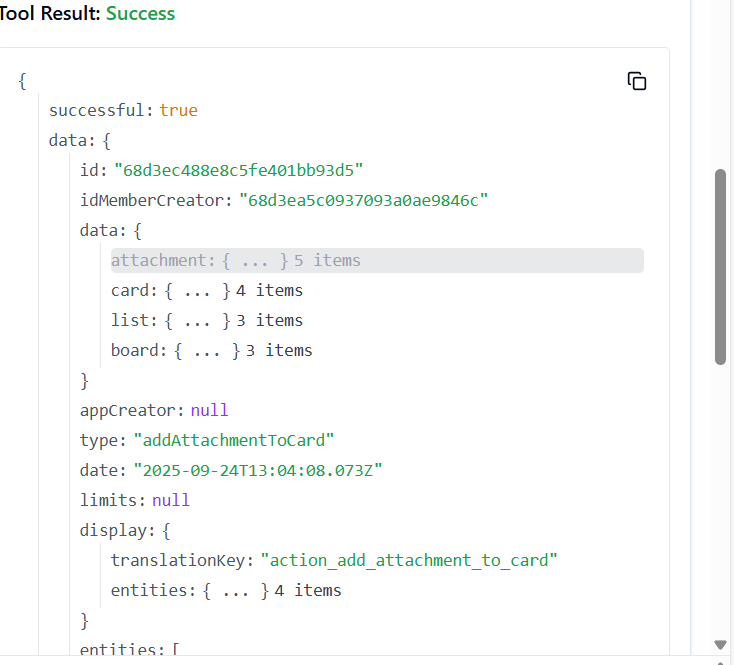 Tool Result: Success
{
successful: true
data: {
id: "68d3ec488e8c5fe401bb93d5"
idMemberCreator: "68d3ea5c0937093a0ae9846c"
data: {
attachment: { ... } 5 items
card: { ... } 4 items
list: { ... } 3 items
board: { ... } 3 items
}
appCreator: null
type: "addAttachmentToCard"
date: "2025-09-24T13:04:08.073Z"
limits: null
display: {
translationKey: "action_add_attachment_to_card"
entities: { ... } 4 items
}
entities: [